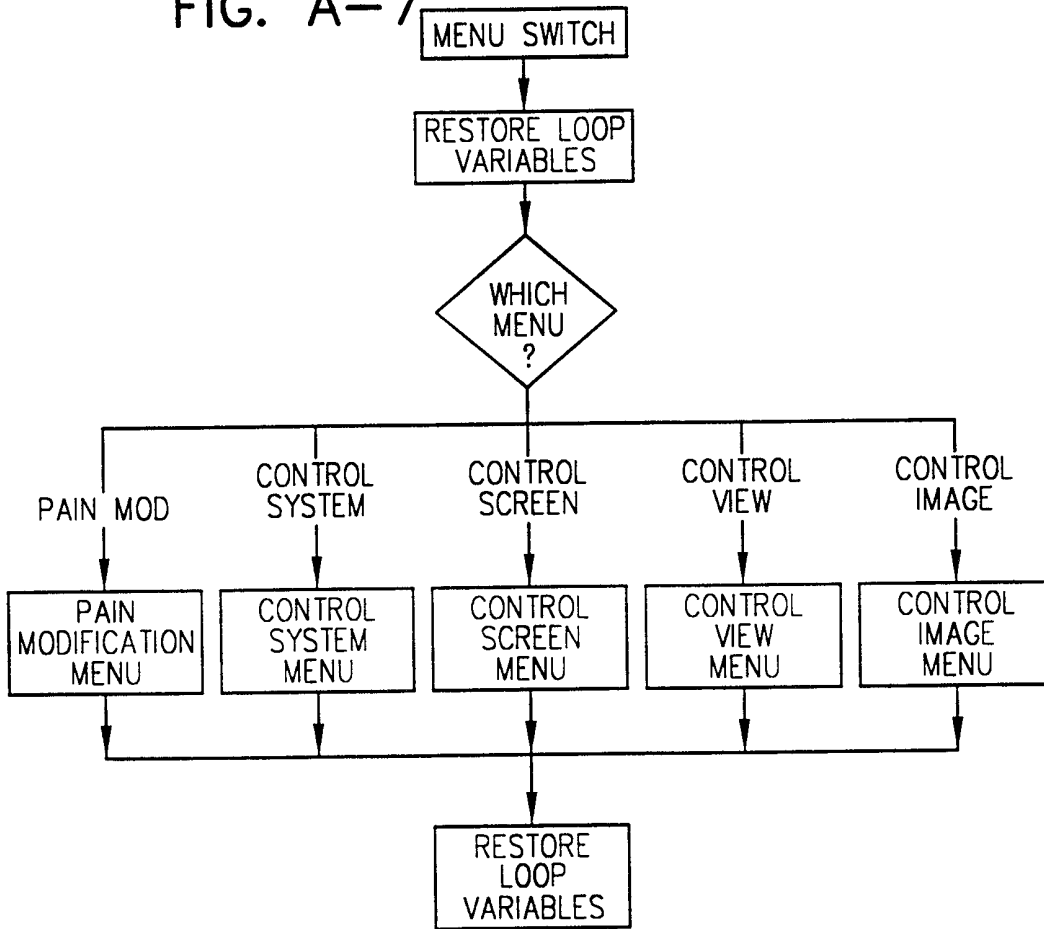 FIG. A-7
MENU SWITCH
RESTORE LOOP
VARIABLES
WHICH
MENU
?
PAIN MOD
CONTROL
SYSTEM
CONTROL
SCREEN
CONTROL
VIEW
CONTROL
IMAGE
PAIN
MODIFICATION
MENU
CONTROL
SYSTEM
MENU
CONTROL
SCREEN
MENU
CONTROL
VIEW
MENU
CONTROL
IMAGE
MENU
RESTORE
LOOP
VARIABLES